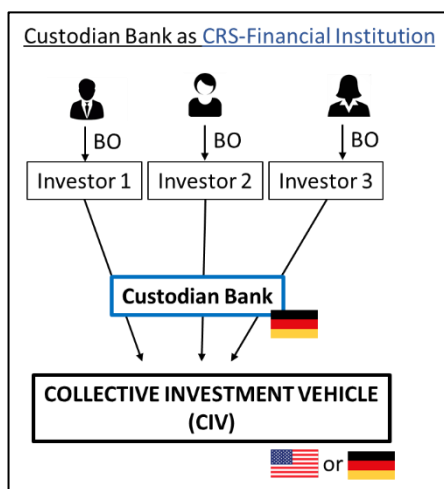 Custodian Bank as CRS-Financial Institution
BO BO BO
Investor 1 Investor 2 Investor 3
Custodian Bank
COLLECTIVE INVESTMENT VEHICLE
(CIV)
or